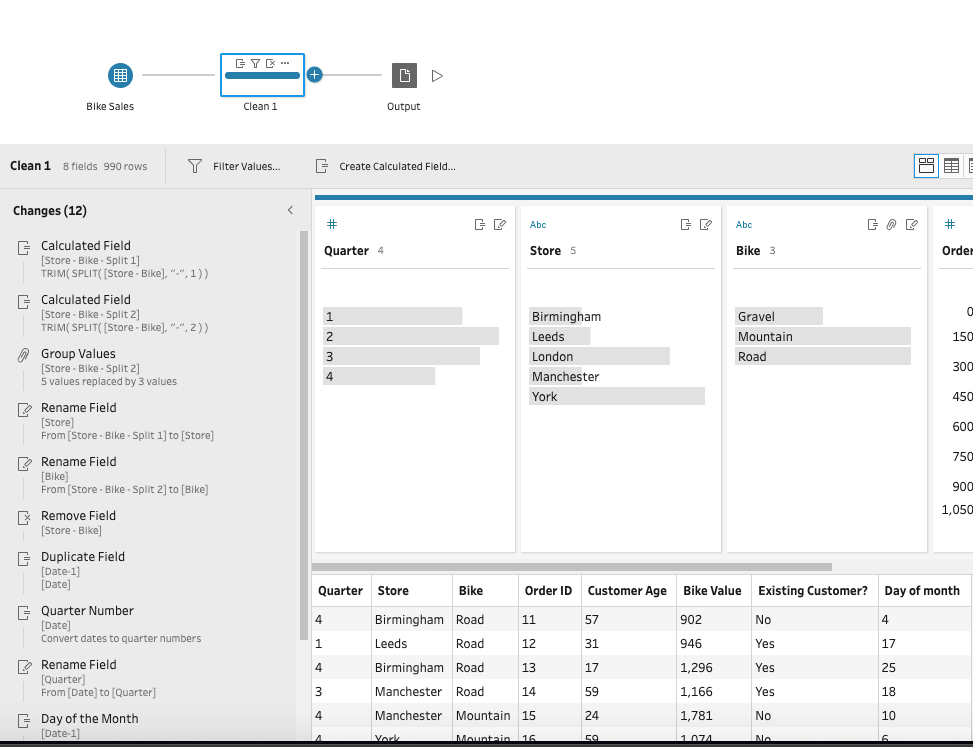 Bike Sales
Clean 1
Output
Clean 1 8 fields 990 rows
Filter Values...
Create Calculated Field...
Changes (12)
Calculated Field
[Store - Bike - Split 1]
TRIM( SPLIT( [Store - Bike], "-", 1 ) )
Calculated Field
[Store - Bike - Split 2]
TRIM( SPLIT( [Store - Bike], "-", 2 ) )
Group Values
[Store - Bike - Split 2]
5 values replaced by 3 values
Rename Field
[Store]
From [Store - Bike - Split 1] to [Store]
Rename Field
[Bike]
From [Store - Bike - Split 2] to [Bike]
Remove Field
[Store - Bike]
Duplicate Field
[Date-1]
[Date]
Quarter Number
[Date]
Convert dates to quarter numbers
Rename Field
[Quarter]
From [Date] to [Quarter]
Day of the Month
[Date-1]
#
Quarter 4
1
2
3
4
Abc
Store 5
Birmingham
Leeds
London
Manchester
York
Abc
Bike 3
Gravel
Mountain
Road
#
Order
0
150
300
450
600
750
900
1,050
Quarter Store Bike Order ID Customer Age Bike Value Existing Customer? Day of month
4 Birmingham Road 11 57 902 No 4
1 Leeds Road 12 31 946 Yes 17
4 Birmingham Road 13 17 1,296 Yes 25
3 Manchester Road 14 59 1,166 Yes 18
4 Manchester Mountain 15 24 1,781 No 10
4 York Mountain 16 59 1,074 No 6